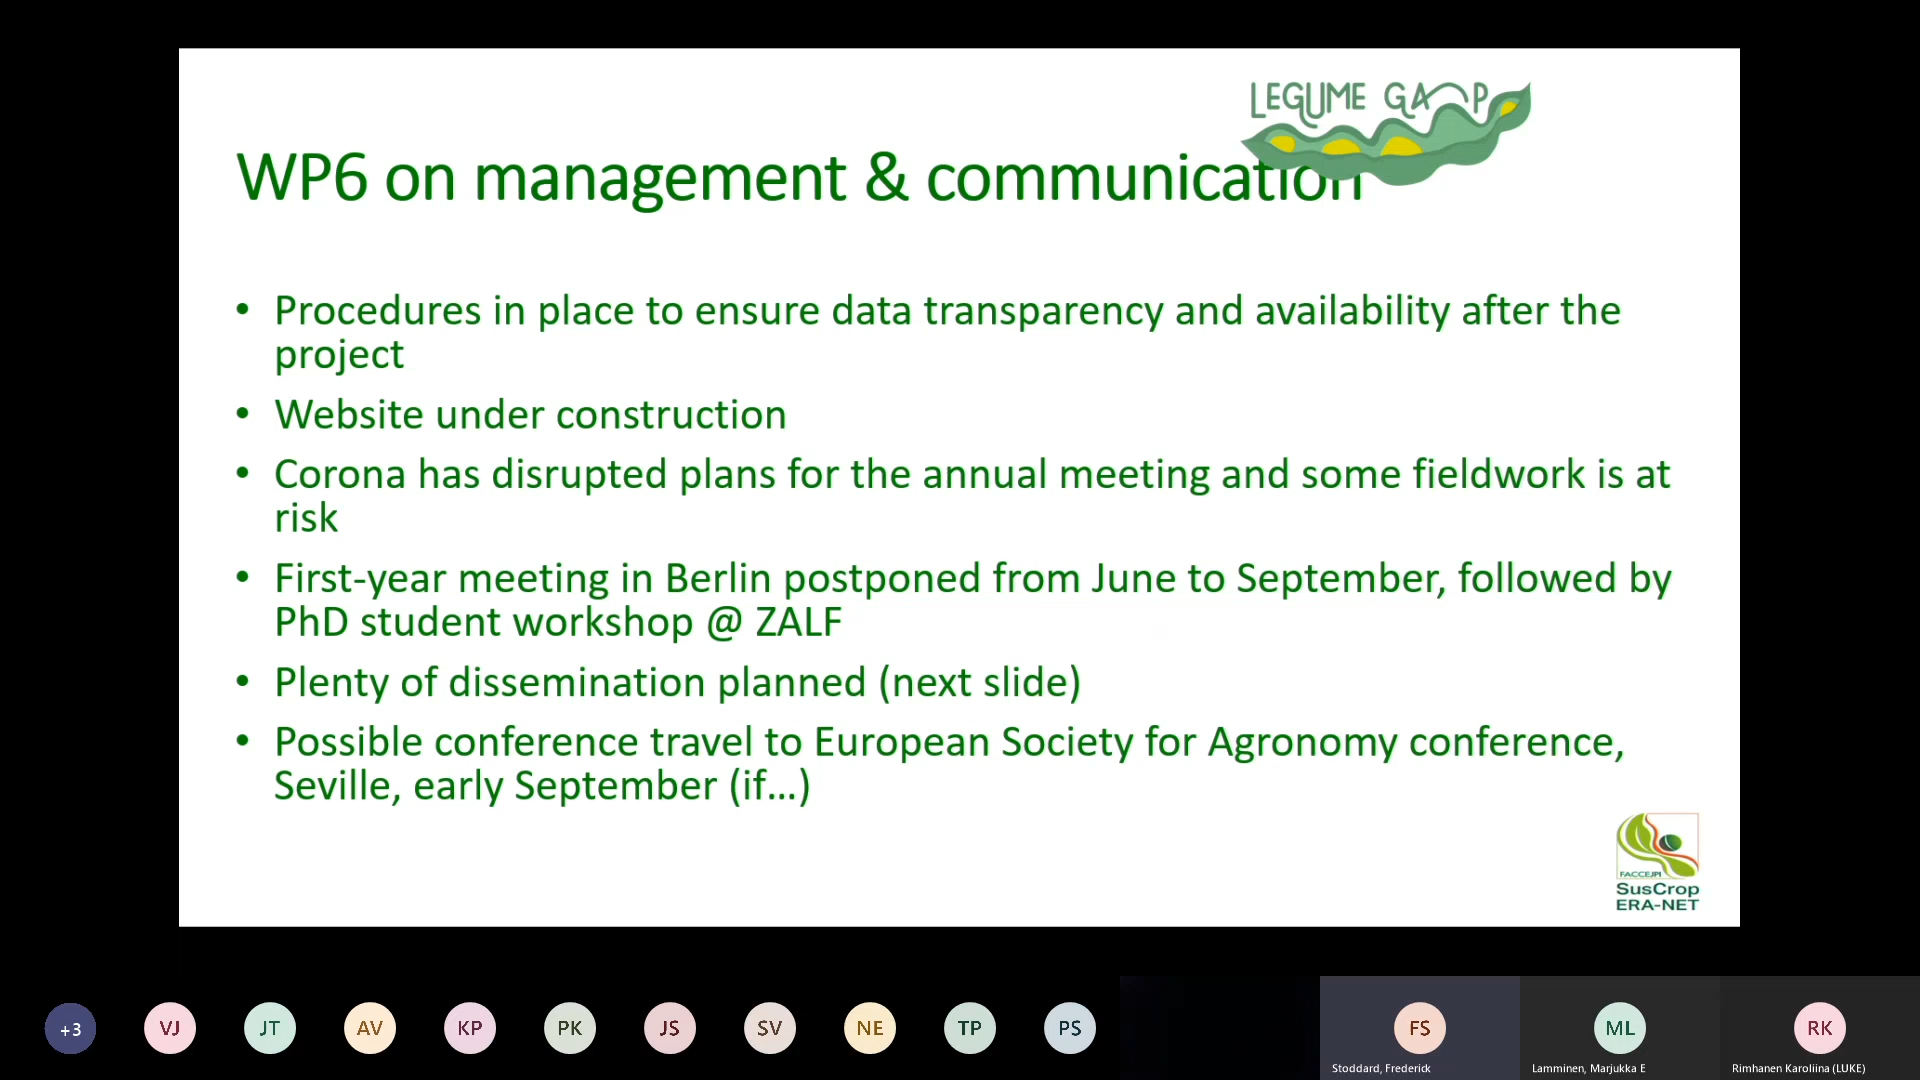 LEGUME GAP
WP6 on management & communication
• Procedures in place to ensure data transparency and availability after the
project
• Website under construction
• Corona has disrupted plans for the annual meeting and some fieldwork is at
risk
• First-year meeting in Berlin postponed from June to September, followed by
PhD student workshop @ ZALF
• Plenty of dissemination planned (next slide)
• Possible conference travel to European Society for Agronomy conference,
Seville, early September (if...)
FACCEJPI
SusCrop
ERA-NET
+3 VJ JT AV KP PK JS SV NE TP PS FS ML RK
Stoddard, Frederick Lamminen, Marjukka E Rimhanen Karoliina (LUKE)